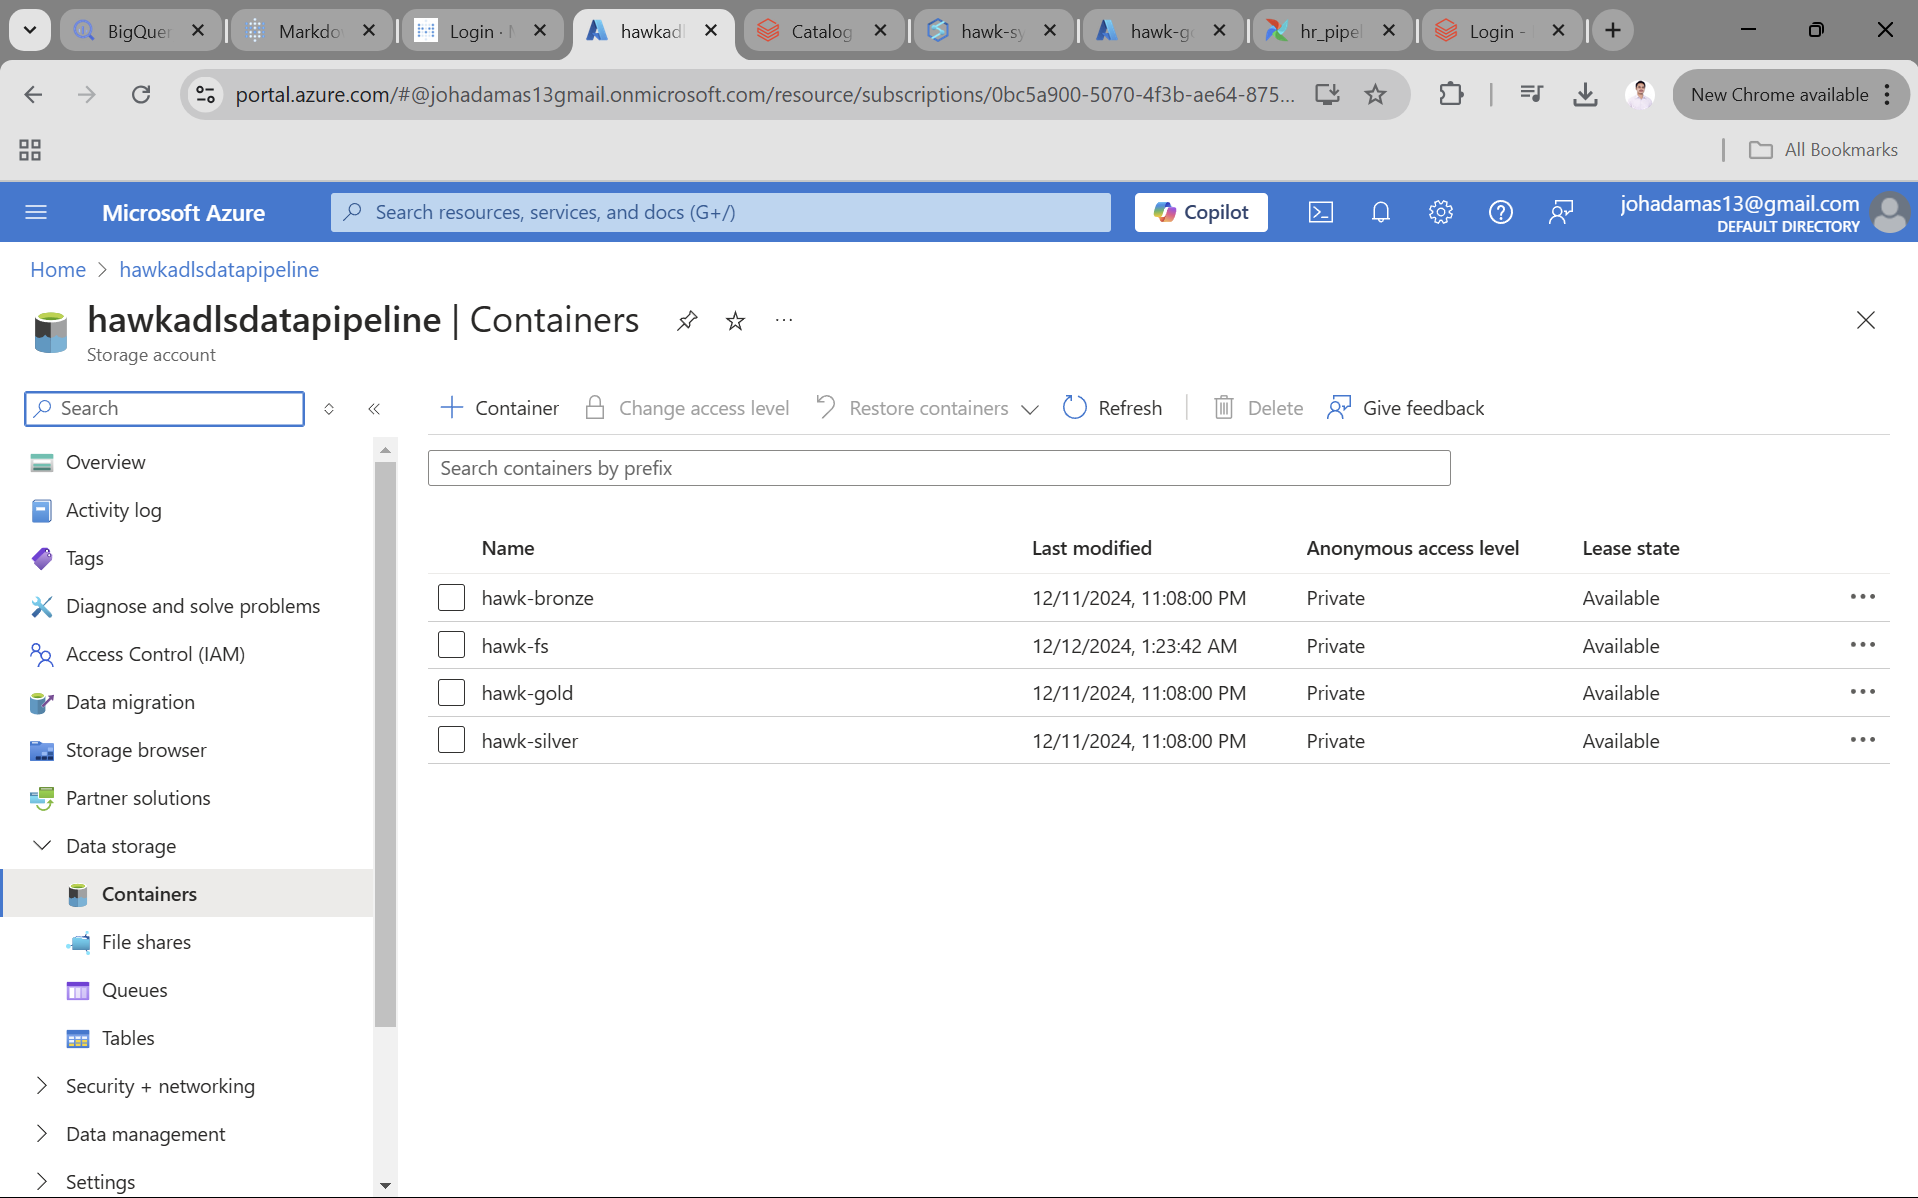 BigQuer
Markdo
Login · M
hawkadl
Catalog
hawk-sy
hawk-go
hr_pipel
Login -
portal.azure.com/#@johadamas13gmail.onmicrosoft.com/resource/subscriptions/0bc5a900-5070-4f3b-ae64-875...
New Chrome available
All Bookmarks
Microsoft Azure
Search resources, services, and docs (G+/)
Copilot
johadamas13@gmail.com
DEFAULT DIRECTORY
Home > hawkadlsdatapipeline
hawkadlsdatapipeline | Containers
Storage account
Search
Container
Change access level
Restore containers
Refresh
Delete
Give feedback
Search containers by prefix
Overview
Activity log
Tags
Diagnose and solve problems
Access Control (IAM)
Data migration
Storage browser
Partner solutions
Data storage
Containers
File shares
Queues
Tables
Security + networking
Data management
Settings
Name Last modified Anonymous access level Lease state
hawk-bronze 12/11/2024, 11:08:00 PM Private Available
hawk-fs 12/12/2024, 1:23:42 AM Private Available
hawk-gold 12/11/2024, 11:08:00 PM Private Available
hawk-silver 12/11/2024, 11:08:00 PM Private Available